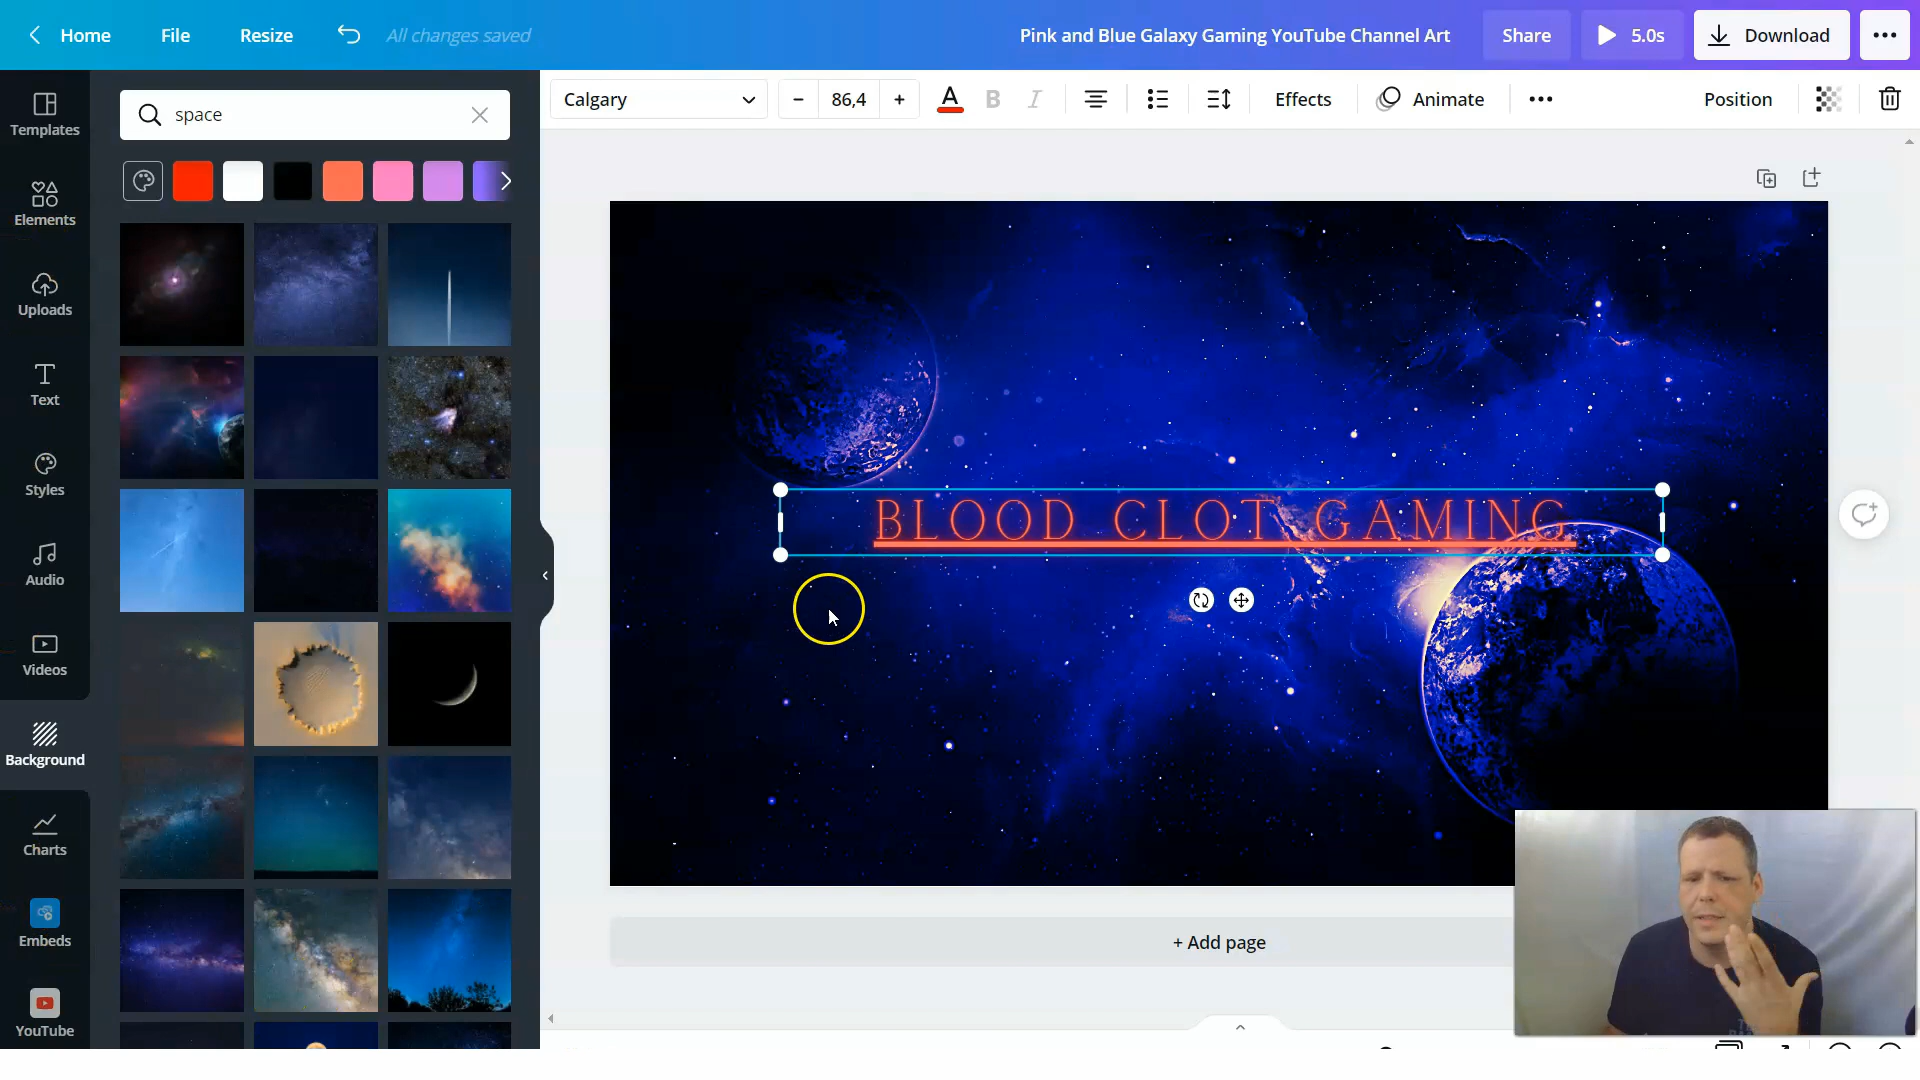 Home
File
Resize
All changes saved
Pink and Blue Galaxy Gaming YouTube Channel Art
Share
5.0s
Download
Templates
Elements
Uploads
Text
Styles
Audio
Videos
Background
Charts
Embeds
YouTube
space
Calgary
86,4
A
B
I
Effects
Animate
Position
BLOOD CLOT GAMING
+ Add page